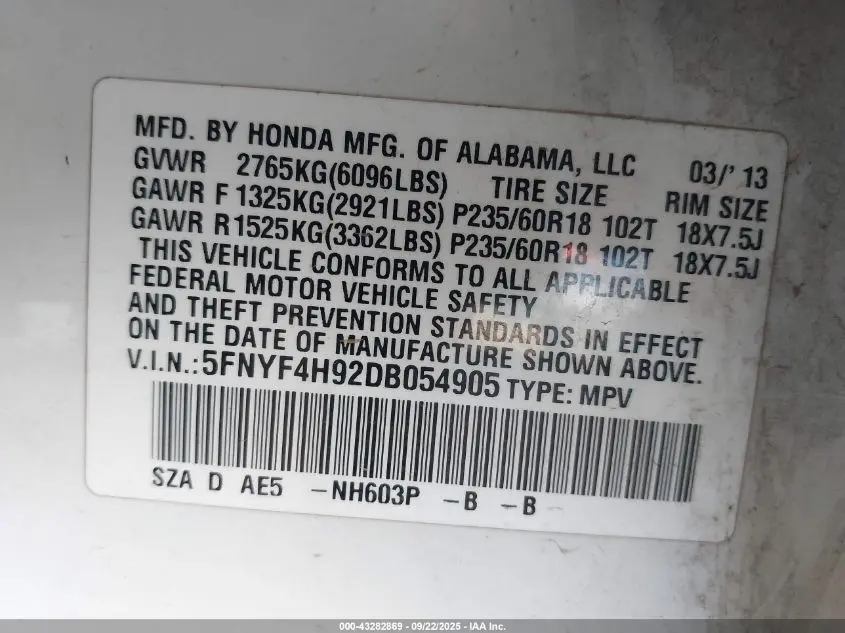 MFD. BY HONDA MFG. OF ALABAMA, LLC 03/'13
GVWR 2765KG(6096LBS) TIRE SIZE RIM SIZE
GAWR F 1325KG(2921LBS) P235/60R18 102T 18X7.5J
GAWR R 1525KG(3362LBS) P235/60R18 102T 18X7.5J
THIS VEHICLE CONFORMS TO ALL APPLICABLE
FEDERAL MOTOR VEHICLE SAFETY
AND THEFT PREVENTION STANDARDS IN EFFECT
ON THE DATE OF MANUFACTURE SHOWN ABOVE.
V.I.N.:5FNYF4H92DB054905 TYPE: MPV
SZA D AE5 -NH603P -B -B
000-43282869 - 09/22/2025 - IAA Inc.